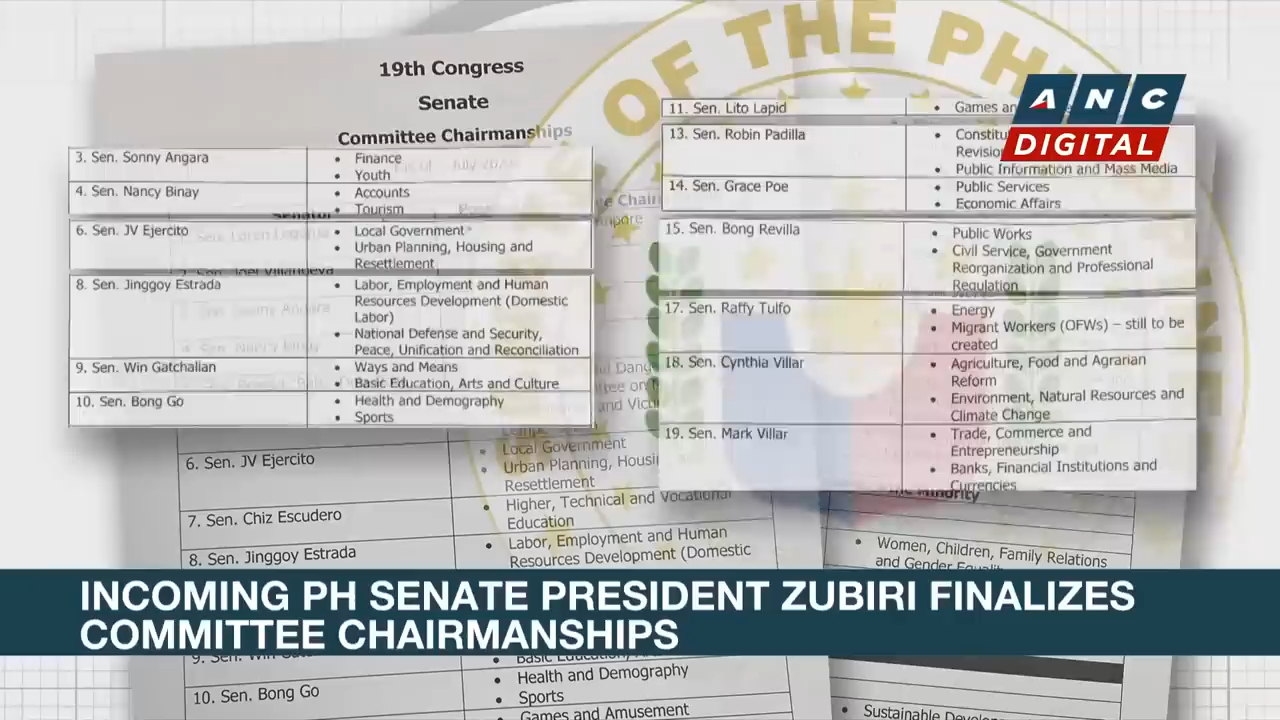 19th Congress
Senate
Committee Chairmanships
3. Sen. Sonny Angara
Finance
Youth
4. Sen. Nancy Binay
Accounts
Tourism
6. Sen. JV Ejercito
Local Government
Urban Planning, Housing and
Resettlement
8. Sen. Jinggoy Estrada
Labor, Employment and Human
Resources Development (Domestic
Labor)
National Defense and Security,
Peace, Unification and Reconciliation
9. Sen. Win Gatchalian
Ways and Means
Basic Education, Arts and Culture
10. Sen. Bong Go
Health and Demography
Sports
OF THE PH
ANC
DIGITAL
11. Sen. Lito Lapid
Games an
13. Sen. Robin Padilla
Constitu
Revisio
Public Information and Mass Media
14. Sen. Grace Poe
Public Services
Economic Affairs
15. Sen. Bong Revilla
Public Works
Civil Service, Government
Reorganization and Professional
Regulation
17. Sen. Raffy Tulfo
Energy
Migrant Workers (OFWs) – still to be
created
18. Sen. Cynthia Villar
Agriculture, Food and Agrarian
Reform
Environment, Natural Resources and
Climate Change
19. Sen. Mark Villar
Trade, Commerce and
Entrepreneurship
Banks, Financial Institutions and
Currencies
6. Sen. JV Ejercito
Local Government
Urban Planning, Housi
Resettlement
7. Sen. Chiz Escudero
Higher, Technical and Vocational
Education
8. Sen. Jinggoy Estrada
Labor, Employment and Human
Resources Development (Domestic
Minority
Women, Children, Family Relations
and Gender Equali
INCOMING PH SENATE PRESIDENT ZUBIRI FINALIZES
COMMITTEE CHAIRMANSHIPS
10. Sen. Bong Go
Health and Demography
Sports
Games and Amusement
Sustainable Develo